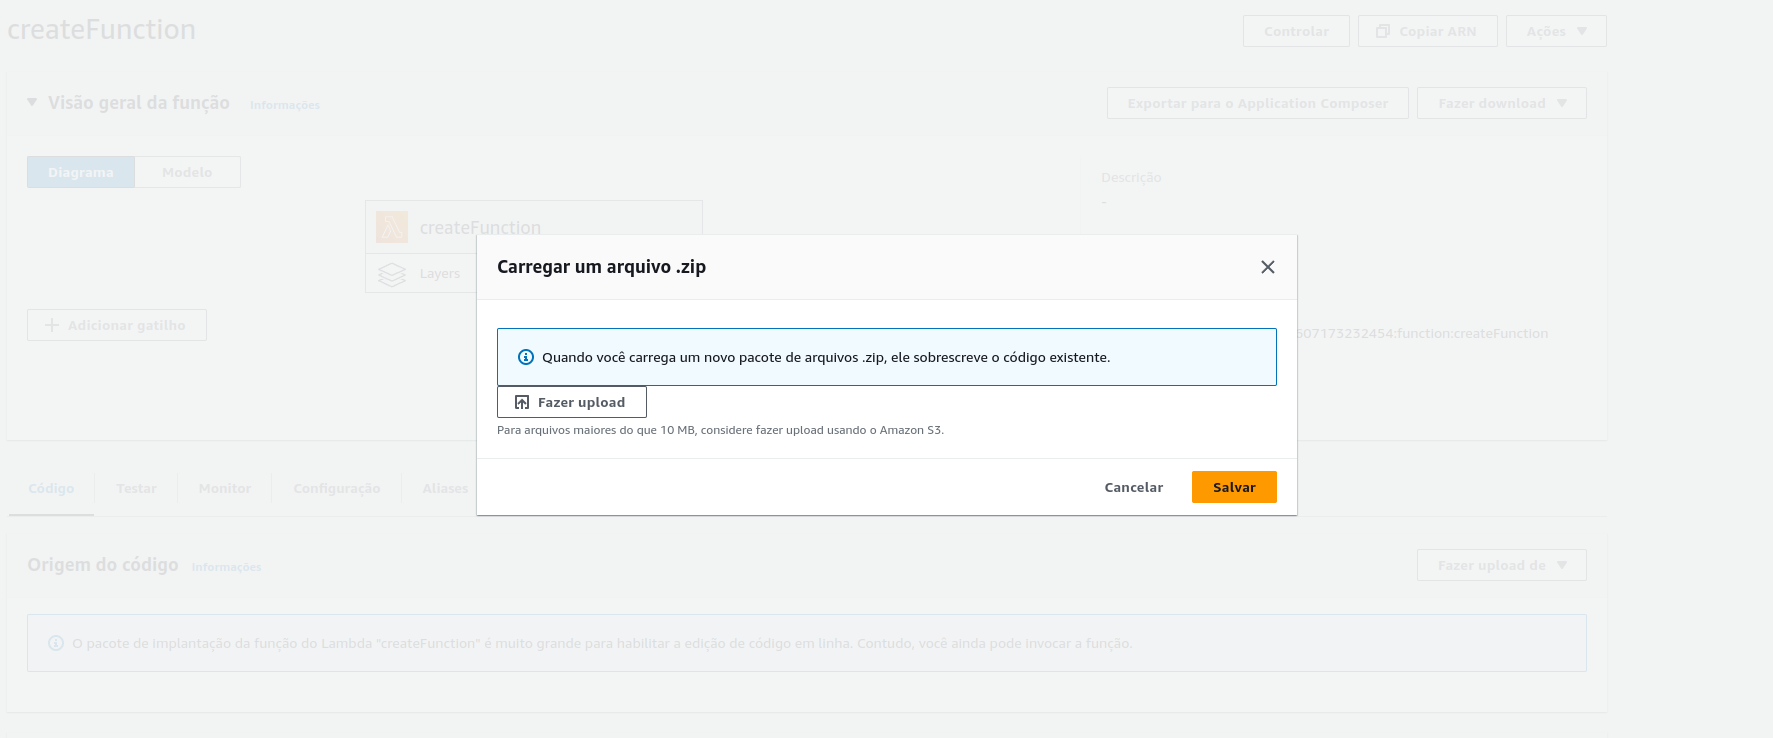 createFunction
Controlar
Copiar ARN
Ações
Visão geral da função
Informações
Exportar para o Application Composer
Fazer download
Diagrama
Modelo
Descrição
-
createFunction
Layers
Adicionar gatilho
607173232454:function:createFunction
Carregar um arquivo .zip
Quando você carrega um novo pacote de arquivos .zip, ele sobrescreve o código existente.
Fazer upload
Para arquivos maiores do que 10 MB, considere fazer upload usando o Amazon S3.
Cancelar
Salvar
Código
Testar
Monitor
Configuração
Aliases
Origem do código
Informações
Fazer upload de
O pacote de implantação da função do Lambda "createFunction" é muito grande para habilitar a edição de código em linha. Contudo, você ainda pode invocar a função.